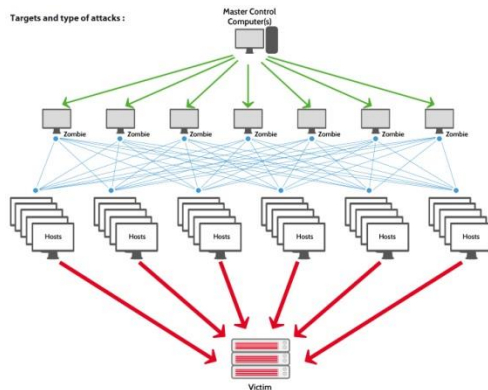 Targets and type of attacks :
Master Control
Computer(s)
Zombie
Zombie
Zombie
Zombie
Zombie
Zombie
Zombie
Hosts
Hosts
Hosts
Hosts
Hosts
Hosts
Victim